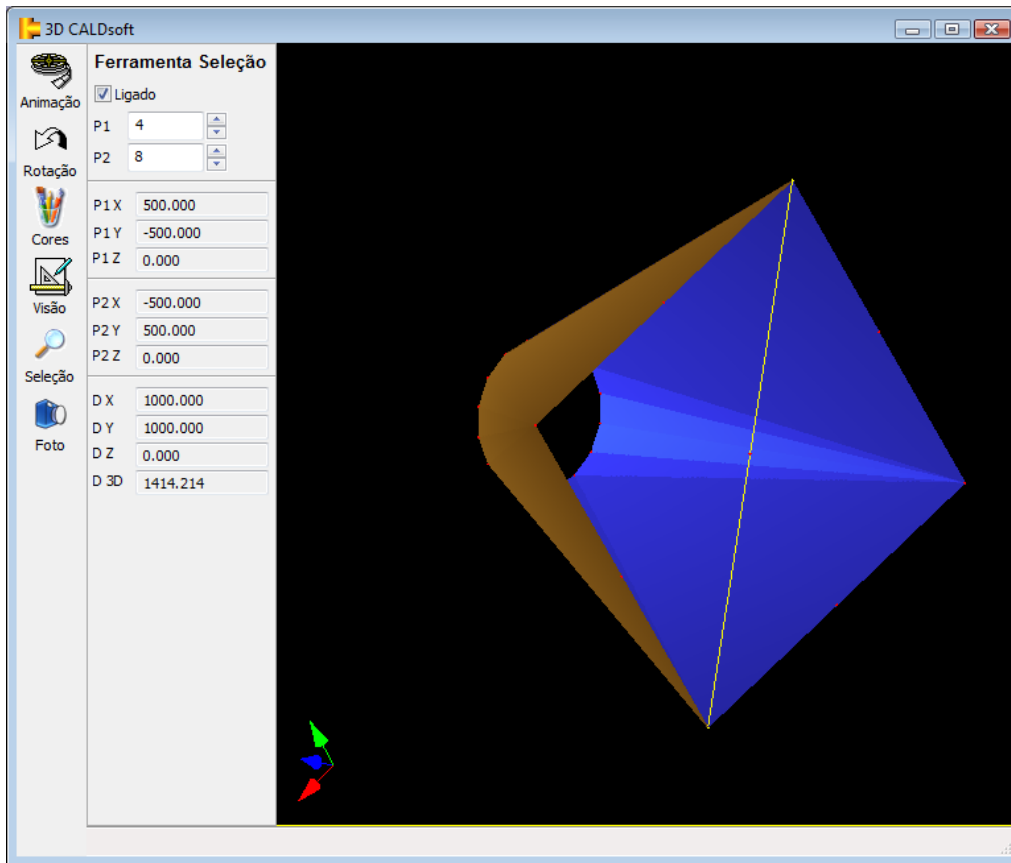 3D CALDsoft
Animação
Rotação
Cores
Visão
Seleção
Foto
Ferramenta Seleção
Ligado
P1 4
P2 8
P1 X 500.000
P1 Y -500.000
P1 Z 0.000
P2 X -500.000
P2 Y 500.000
P2 Z 0.000
D X 1000.000
D Y 1000.000
D Z 0.000
D 3D 1414.214